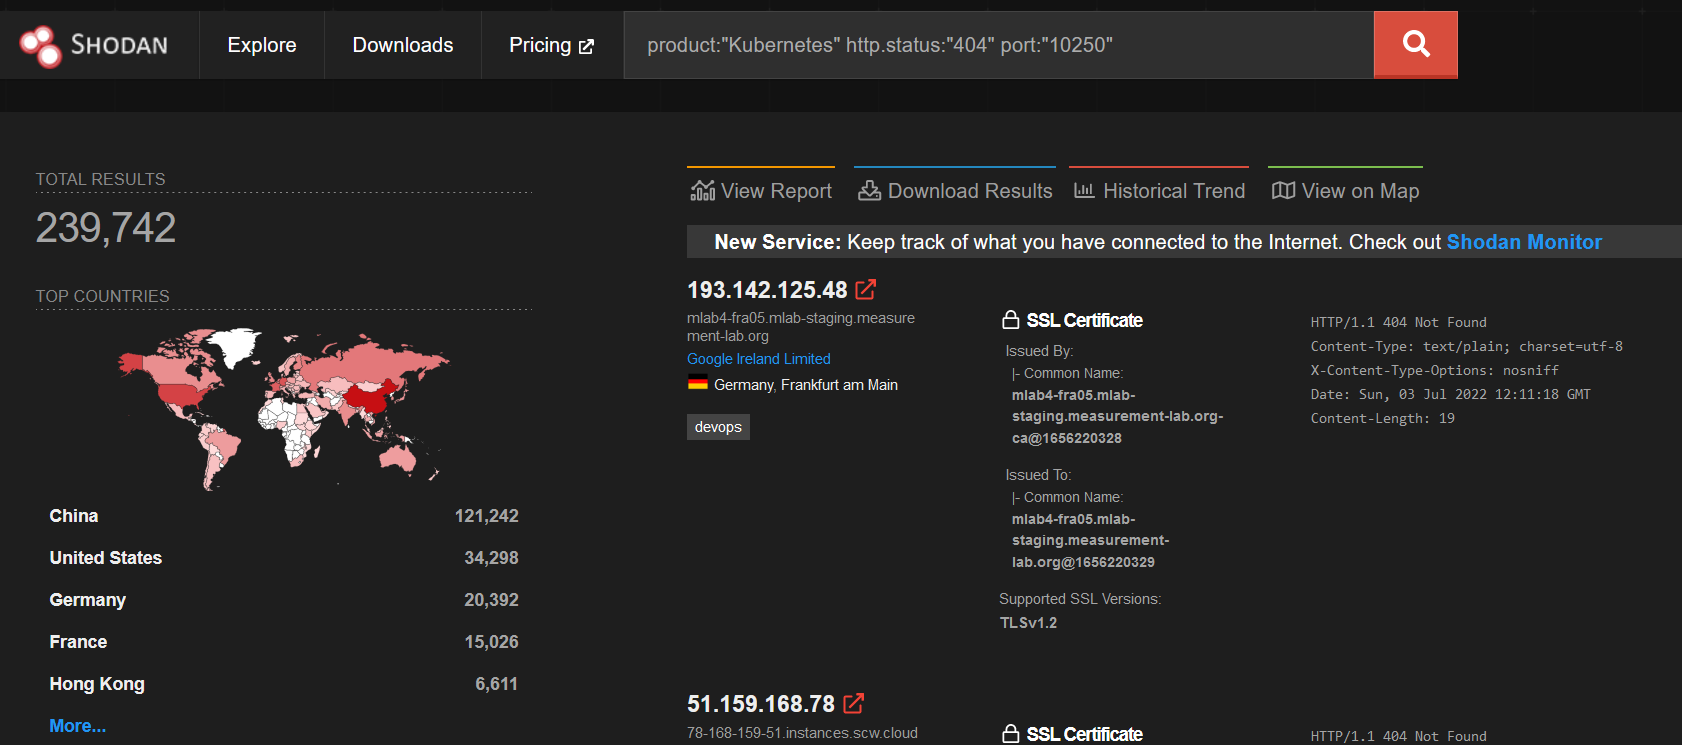 SHODAN
Explore
Downloads
Pricing
product:"Kubernetes" http.status:"404" port:"10250"
TOTAL RESULTS
239,742
TOP COUNTRIES
China 121,242
United States 34,298
Germany 20,392
France 15,026
Hong Kong 6,611
More...
View Report
Download Results
Historical Trend
View on Map
New Service: Keep track of what you have connected to the Internet. Check out Shodan Monitor
193.142.125.48
mlab4-fra05.mlab-staging.measure
ment-lab.org
Google Ireland Limited
Germany, Frankfurt am Main
devops
SSL Certificate
Issued By:
|- Common Name:
mlab4-fra05.mlab-
staging.measurement-lab.org-
ca@1656220328
Issued To:
|- Common Name:
mlab4-fra05.mlab-
staging.measurement-
lab.org@1656220329
Supported SSL Versions:
TLSv1.2
HTTP/1.1 404 Not Found
Content-Type: text/plain; charset=utf-8
X-Content-Type-Options: nosniff
Date: Sun, 03 Jul 2022 12:11:18 GMT
Content-Length: 19
51.159.168.78
78-168-159-51.instances.scw.cloud
SSL Certificate
HTTP/1.1 404 Not Found